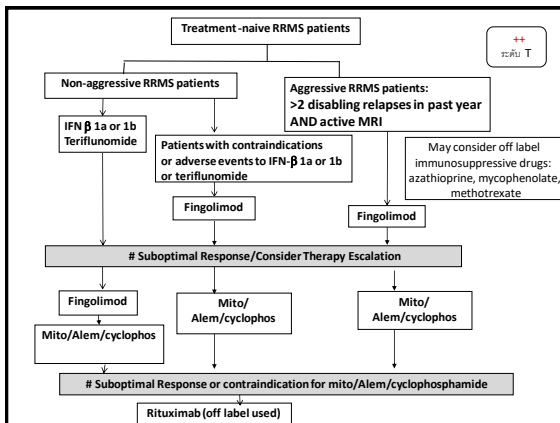 Treatment -naive RRMS patients
++
ระดับ T
Non-aggressive RRMS patients
Aggressive RRMS patients:
>2 disabling relapses in past year
AND active MRI
IFN β 1a or 1b
Teriflunomide
Patients with contraindications
or adverse events to IFN-β 1a or 1b
or teriflunomide
May consider off label
immunosuppressive drugs:
azathioprine, mycophenolate,
methotrexate
Fingolimod
Fingolimod
# Suboptimal Response/Consider Therapy Escalation
Fingolimod
Mito/Alem/cyclophos
Mito/
Alem/cyclophos
Mito/
Alem/cyclophos
# Suboptimal Response or contraindication for mito/Alem/cyclophosphamide
Rituximab (off label used)